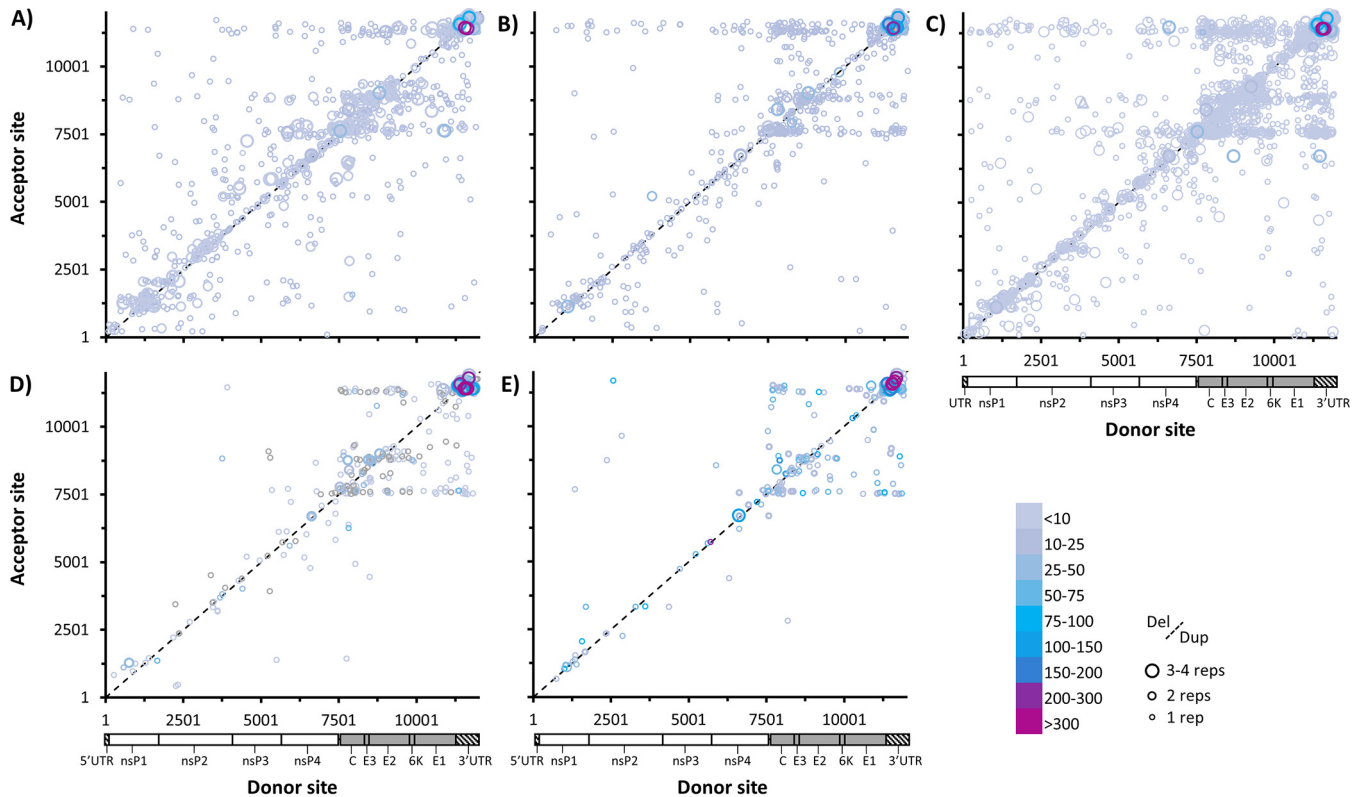 A)
B)
C)
10001
7501
5001
2501
1
Acceptor site
1 2501 5001 7501 10001
UTR nsP1 nsP2 nsP3 nsP4 C E3 E2 6K E1 3’UTR
Donor site
D)
E)
10001
7501
5001
2501
1
Acceptor site
1 2501 5001 7501 10001
5’UTR nsP1 nsP2 nsP3 nsP4 C E3 E2 6K E1 3’UTR
Donor site
1 2501 5001 7501 10001
5’UTR nsP1 nsP2 nsP3 nsP4 C E3 E2 6K E1 3’UTR
Donor site
<10
10-25
25-50
50-75
75-100
100-150
150-200
200-300
>300
Del
Dup
3-4 reps
2 reps
1 rep